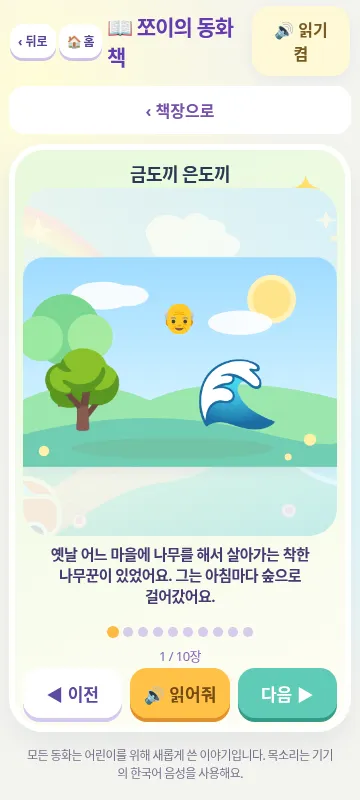 ‹ 뒤로
🏠 홈
📖 쪼이의 동화
책
🔊 읽기
켬
‹ 책장으로
금도끼 은도끼
옛날 어느 마을에 나무를 해서 살아가는 착한
나무꾼이 있었어요. 그는 아침마다 숲으로
걸어갔어요.
1 / 10장
◀ 이전
🔊 읽어줘
다음 ▶
모든 동화는 어린이를 위해 새롭게 쓴 이야기입니다. 목소리는 기기
의 한국어 음성을 사용해요.